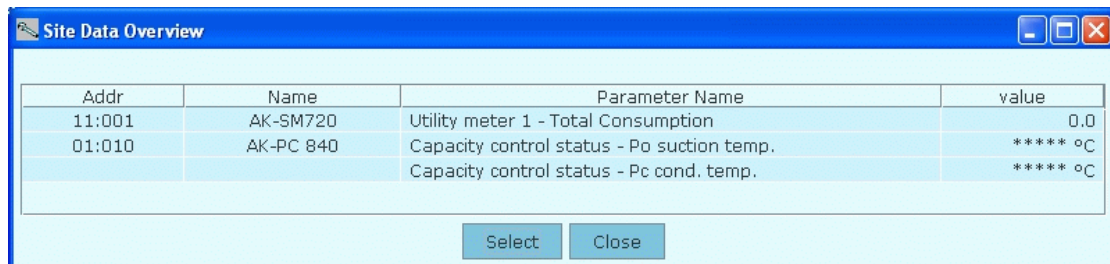 Site Data Overview
Addr Name Parameter Name value
11:001 AK-SM720 Utility meter 1 - Total Consumption 0.0
01:010 AK-PC 840 Capacity control status - Po suction temp. ***** ºC
Capacity control status - Pc cond. temp. ***** ºC
Select Close